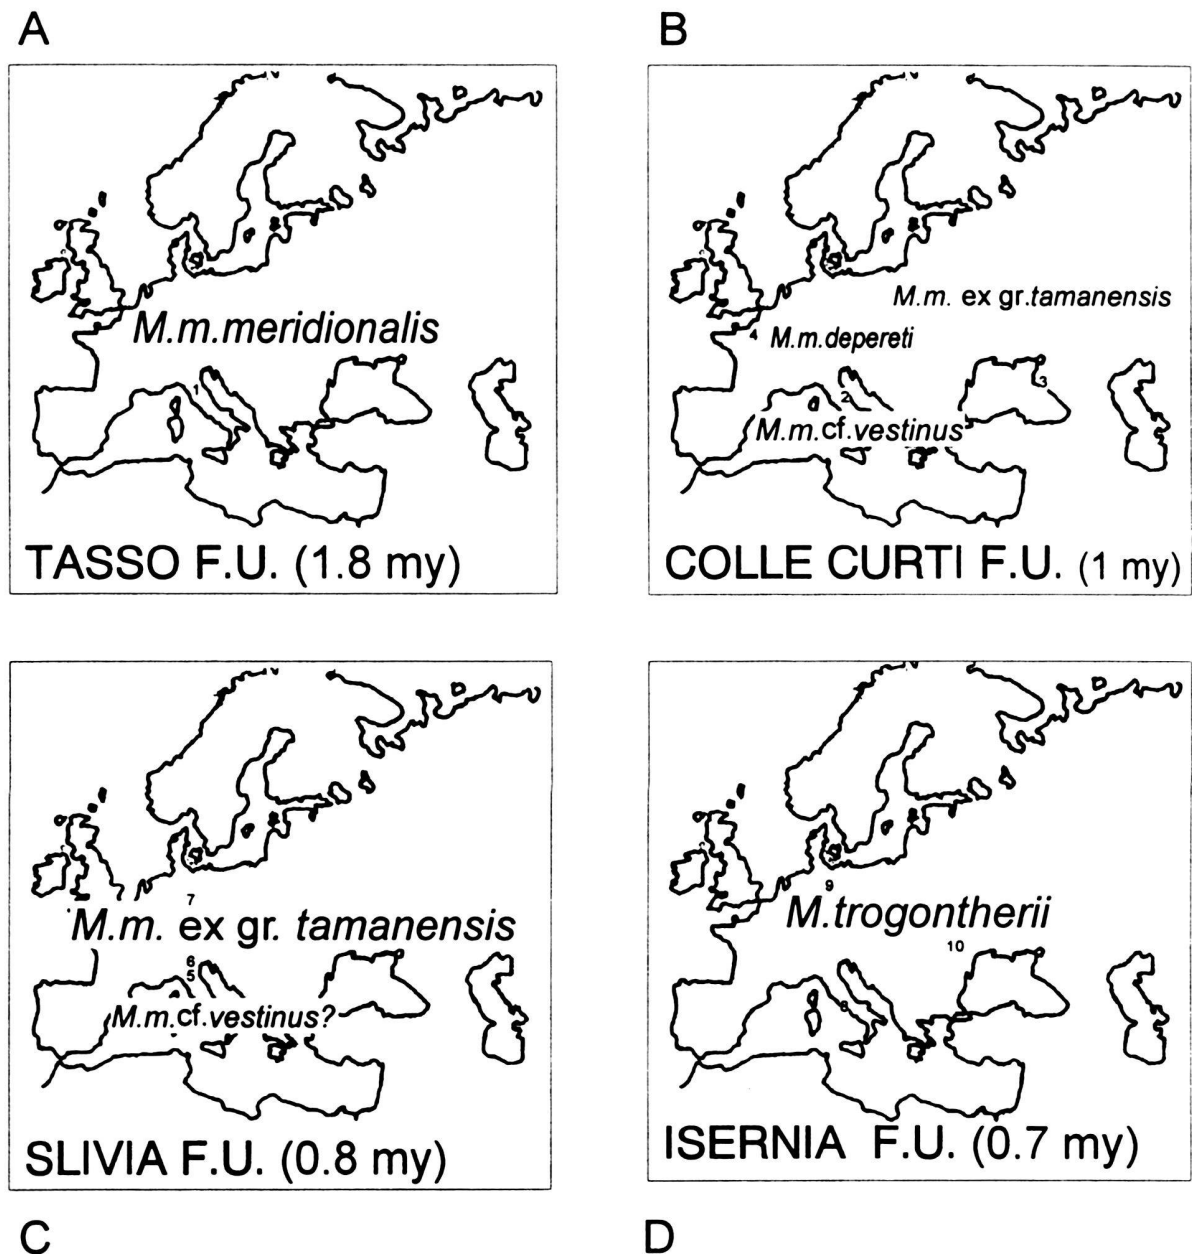 A
B
M.m.meridionalis
1
TASSO F.U. (1.8 my)
M.m. ex gr.tamanensis
4
M.m.depereti
3
2
M.m.cf.vestinus
COLLE CURTI F.U. (1 my)
7
M.m. ex gr. tamanensis
6
5
M.m.cf.vestinus?
SLIVIA F.U. (0.8 my)
9
M.trogontherii
10
8
ISERNIA F.U. (0.7 my)
C
D